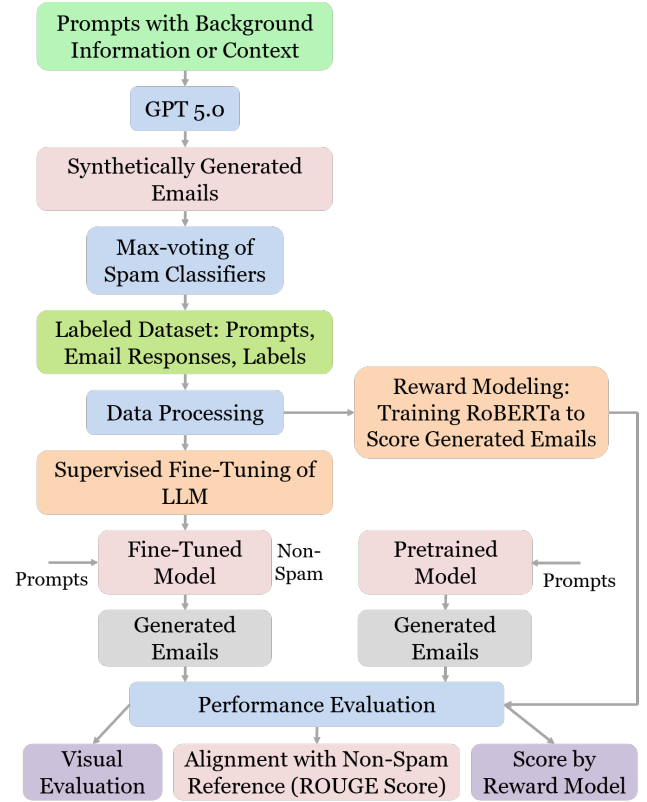 Prompts with Background
Information or Context
GPT 5.0
Synthetically Generated
Emails
Max-voting of
Spam Classifiers
Labeled Dataset: Prompts,
Email Responses, Labels
Data Processing
Reward Modeling:
Training RoBERTa to
Score Generated Emails
Supervised Fine-Tuning of
LLM
Prompts
Fine-Tuned
Model
Non-
Spam
Pretrained
Model
Prompts
Generated
Emails
Generated
Emails
Performance Evaluation
Visual
Evaluation
Alignment with Non-Spam
Reference (ROUGE Score)
Score by
Reward Model